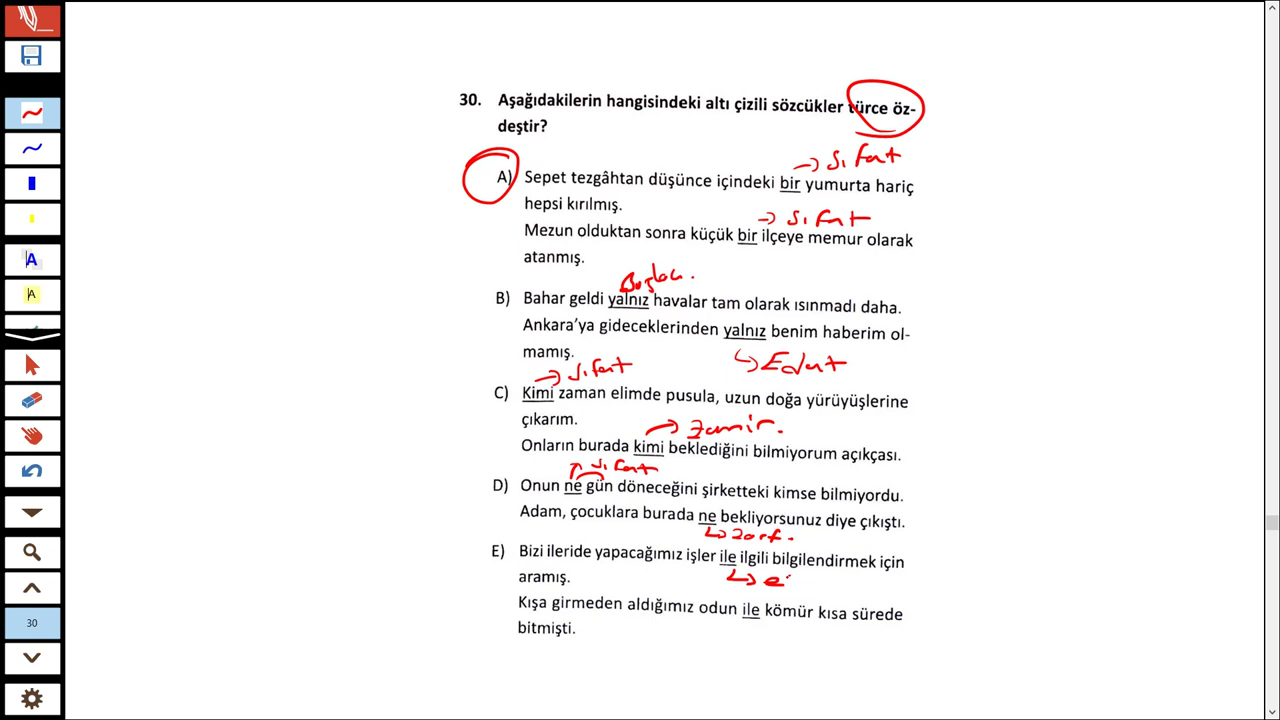 30. Aşağıdakilerin hangisindeki altı çizili sözcükler türce öz-
deştir?
→ sıfat
A) Sepet tezgâhtan düşünce içindeki bir yumurta hariç
hepsi kırılmış.
→ sıfat
Mezun olduktan sonra küçük bir ilçeye memur olarak
atanmış.
Bağlaç.
B) Bahar geldi yalnız havalar tam olarak ısınmadı daha.
Ankara'ya gideceklerinden yalnız benim haberim ol-
mamış.
↳ Edat
→ sıfat
C) Kimi zaman elimde pusula, uzun doğa yürüyüşlerine
çıkarım.
→ zamir.
Onların burada kimi beklediğini bilmiyorum açıkçası.
sıfat
D) Onun ne gün döneceğini şirketteki kimse bilmiyordu.
Adam, çocuklara burada ne bekliyorsunuz diye çıkıştı.
↳ zarf.
E) Bizi ileride yapacağımız işler ile ilgili bilgilendirmek için
aramış.
↳ e
Kışa girmeden aldığımız odun ile kömür kısa sürede
bitmişti.
A
A
30